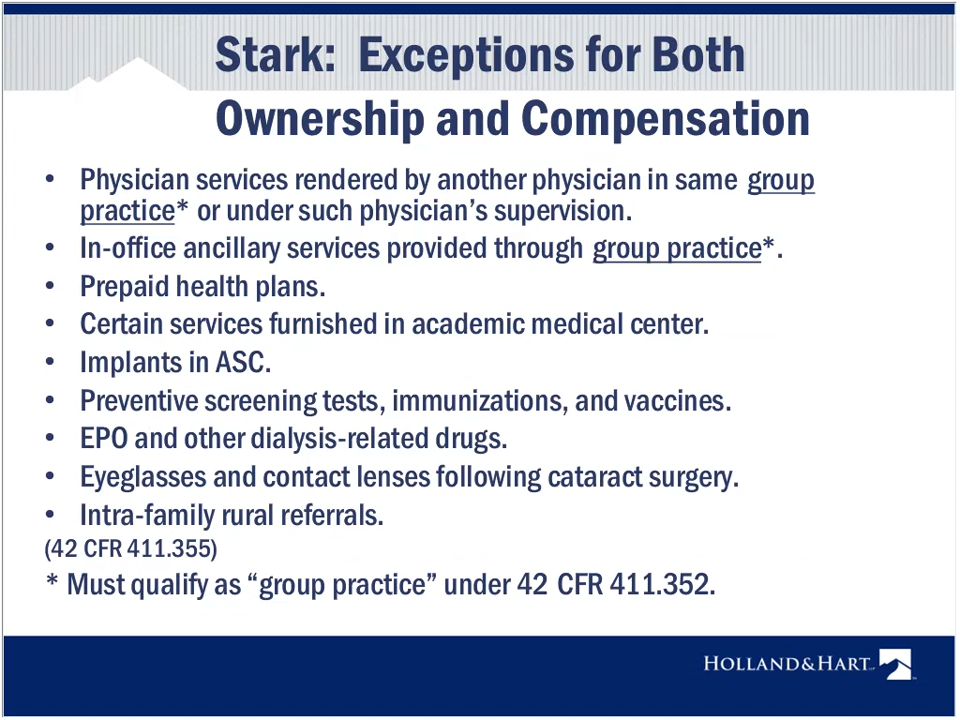 Stark: Exceptions for Both
Ownership and Compensation
• Physician services rendered by another physician in same group
practice* or under such physician’s supervision.
• In-office ancillary services provided through group practice*.
• Prepaid health plans.
• Certain services furnished in academic medical center.
• Implants in ASC.
• Preventive screening tests, immunizations, and vaccines.
• EPO and other dialysis-related drugs.
• Eyeglasses and contact lenses following cataract surgery.
• Intra-family rural referrals.
(42 CFR 411.355)
* Must qualify as “group practice” under 42 CFR 411.352.
HOLLAND&HART